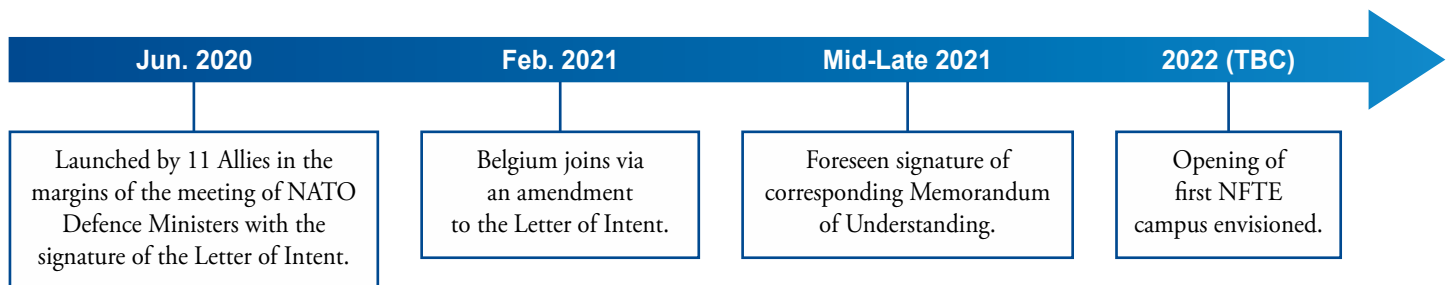 Jun. 2020
Feb. 2021
Mid-Late 2021
2022 (TBC)
Launched by 11 Allies in the
margins of the meeting of NATO
Defence Ministers with the
signature of the Letter of Intent.
Belgium joins via
an amendment
to the Letter of Intent.
Foreseen signature of
corresponding Memorandum
of Understanding.
Opening of
first NFTE
campus envisioned.